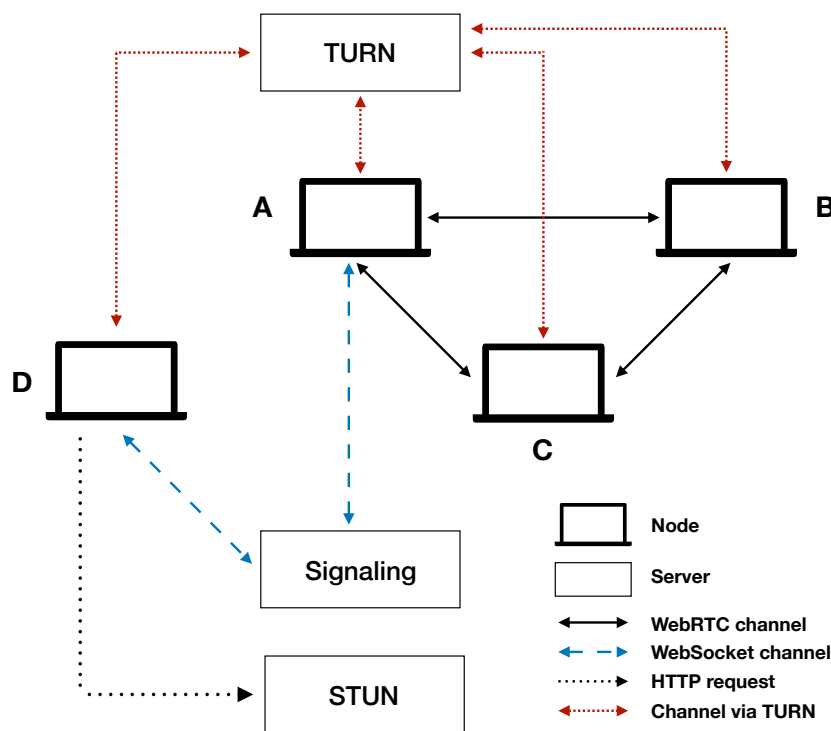 TURN
A
B
D
C
Signaling
STUN
Node
Server
WebRTC channel
WebSocket channel
HTTP request
Channel via TURN